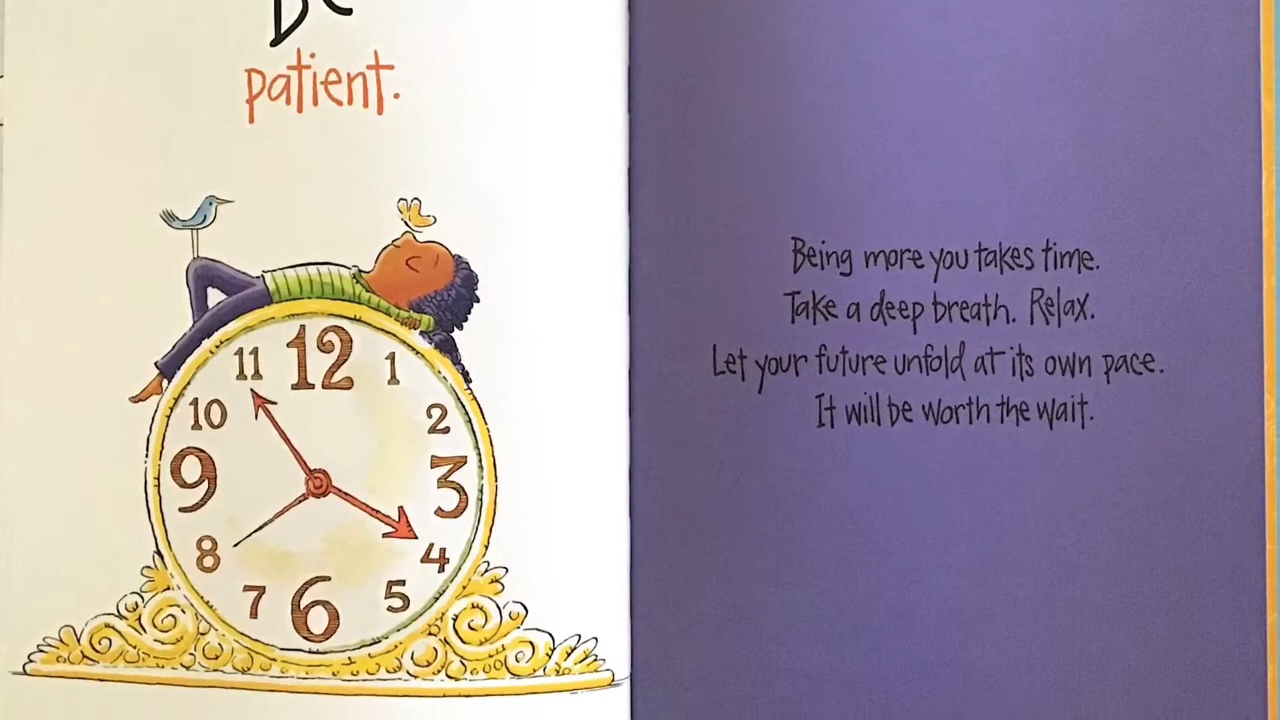 Be
patient.
11 12 1
10 2
9 3
8 4
7 6 5
Being more you takes time.
Take a deep breath. Relax.
Let your future unfold at its own pace.
It will be worth the wait.